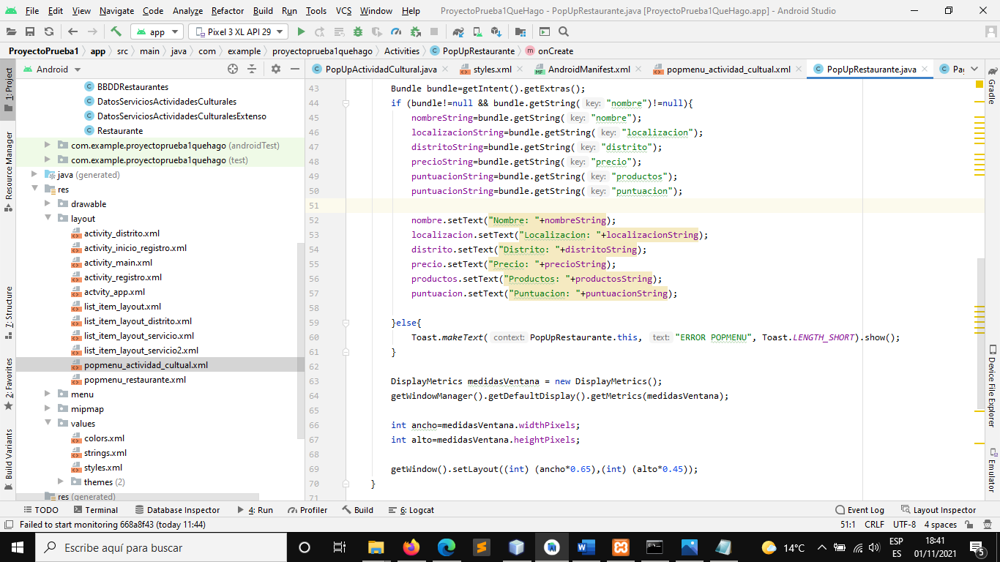 File Edit View Navigate Code Analyze Refactor Build Run Tools VCS Window Help ProyectoPrueba1QueHago - PopUpRestaurante.java [ProyectoPrueba1QueHago.app] - Android Studio
app Pixel 3 XL API 29
ProyectoPrueba1 app src main java com example proyectoprueba1quehago Activities PopUpRestaurante onCreate
Android
PopUpActividadCultural.java styles.xml AndroidManifest.xml popmenu_actividad_cultual.xml PopUpRestaurante.java Pa
1: Project
Resource Manager
7: Structure
2: Favorites
Build Variants
BBDDRestaurantes
DatosServiciosActividadesCulturales
DatosServiciosActividadesCulturalesExtenso
Restaurante
com.example.proyectoprueba1quehago (androidTest)
com.example.proyectoprueba1quehago (test)
java (generated)
res
drawable
layout
activity_distrito.xml
activity_inicio_registro.xml
activity_main.xml
activity_registro.xml
actvity_app.xml
list_item_layout.xml
list_item_layout_distrito.xml
list_item_layout_servicio.xml
list_item_layout_servicio2.xml
popmenu_actividad_cultual.xml
popmenu_restaurante.xml
menu
mipmap
values
colors.xml
strings.xml
styles.xml
themes (2)
res (generated)
43 Bundle bundle=getIntent().getExtras();
44 if (bundle!=null && bundle.getString( key: "nombre")!=null){
45 nombreString=bundle.getString( key: "nombre");
46 localizacionString=bundle.getString( key: "localizacion");
47 distritoString=bundle.getString( key: "distrito");
48 precioString=bundle.getString( key: "precio");
49 puntuacionString=bundle.getString( key: "productos");
50 puntuacionString=bundle.getString( key: "puntuacion");
51
52 nombre.setText("Nombre: "+nombreString);
53 localizacion.setText("Localizacion: "+localizacionString);
54 distrito.setText("Distrito: "+distritoString);
55 precio.setText("Precio: "+precioString);
56 productos.setText("Productos: "+productosString);
57 puntuacion.setText("Puntuacion: "+puntuacionString);
58
59 }else{
60 Toast.makeText( context: PopUpRestaurante.this, text: "ERROR POPMENU", Toast.LENGTH_SHORT).show();
61 }
62
63 DisplayMetrics medidasVentana = new DisplayMetrics();
64 getWindowManager().getDefaultDisplay().getMetrics(medidasVentana);
65
66 int ancho=medidasVentana.widthPixels;
67 int alto=medidasVentana.heightPixels;
68
69 getWindow().setLayout((int) (ancho*0.65),(int) (alto*0.45));
70 }
71
Gradle
Device File Explorer
Emulator
TODO Terminal Database Inspector 4: Run Profiler Build 6: Logcat Event Log Layout Inspector
Failed to start monitoring 668a8f43 (today 11:44) 51:1 CRLF UTF-8 4 spaces
Escribe aquí para buscar 14°C ESP 18:41
ES 01/11/2021 5